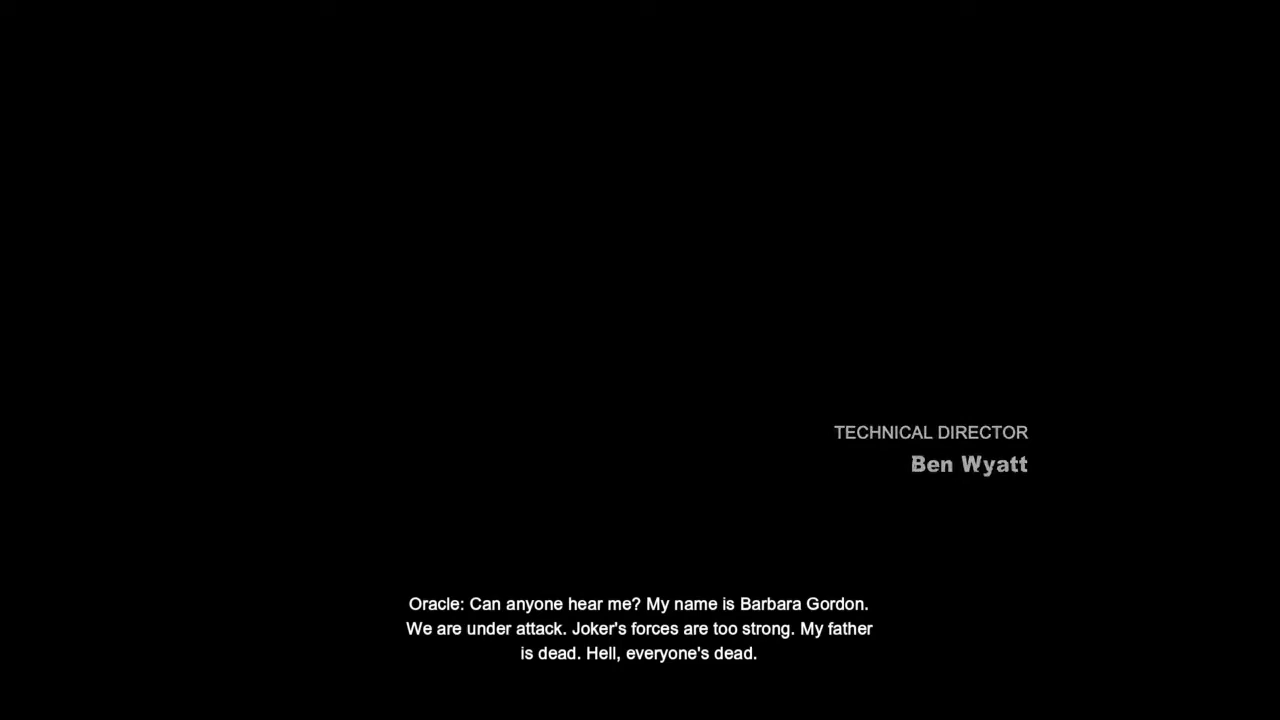 TECHNICAL DIRECTOR
Ben Wyatt
Oracle: Can anyone hear me? My name is Barbara Gordon.
We are under attack. Joker's forces are too strong. My father
is dead. Hell, everyone's dead.